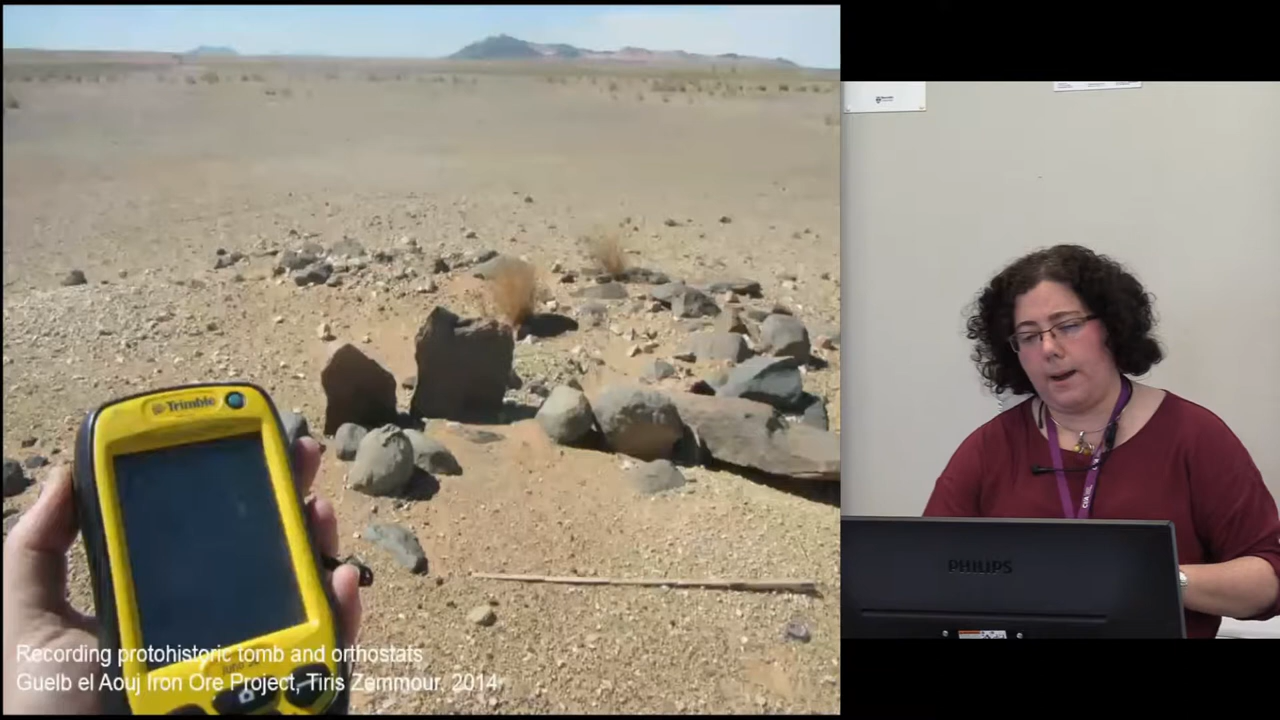 Trimble
Recording protohistoric tomb and orthostats
Guelb el Aouj Iron Ore Project, Tiris Zemmour, 2014
PHILIPS